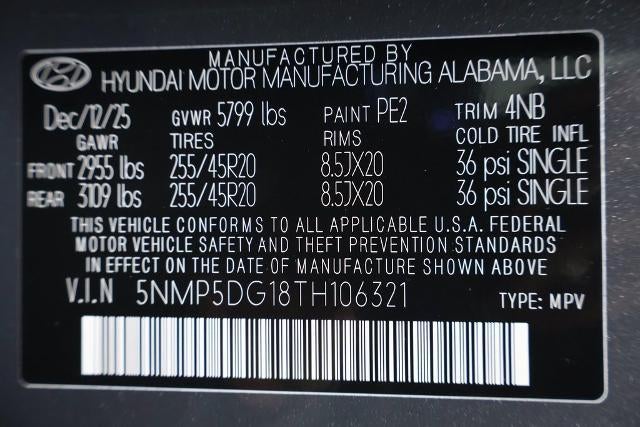 MANUFACTURED BY
HYUNDAI MOTOR MANUFACTURING ALABAMA, LLC
Dec/12/25 GVWR 5799 lbs PAINT PE2 TRIM 4NB
GAWR TIRES RIMS COLD TIRE INFL
FRONT 2955 lbs 255/45R20 8.5JX20 36 psi SINGLE
REAR 3109 lbs 255/45R20 8.5JX20 36 psi SINGLE
THIS VEHICLE CONFORMS TO ALL APPLICABLE U.S.A. FEDERAL
MOTOR VEHICLE SAFETY AND THEFT PREVENTION STANDARDS
IN EFFECT ON THE DATE OF MANUFACTURE SHOWN ABOVE
V.I.N 5NMP5DG18TH106321 TYPE: MPV